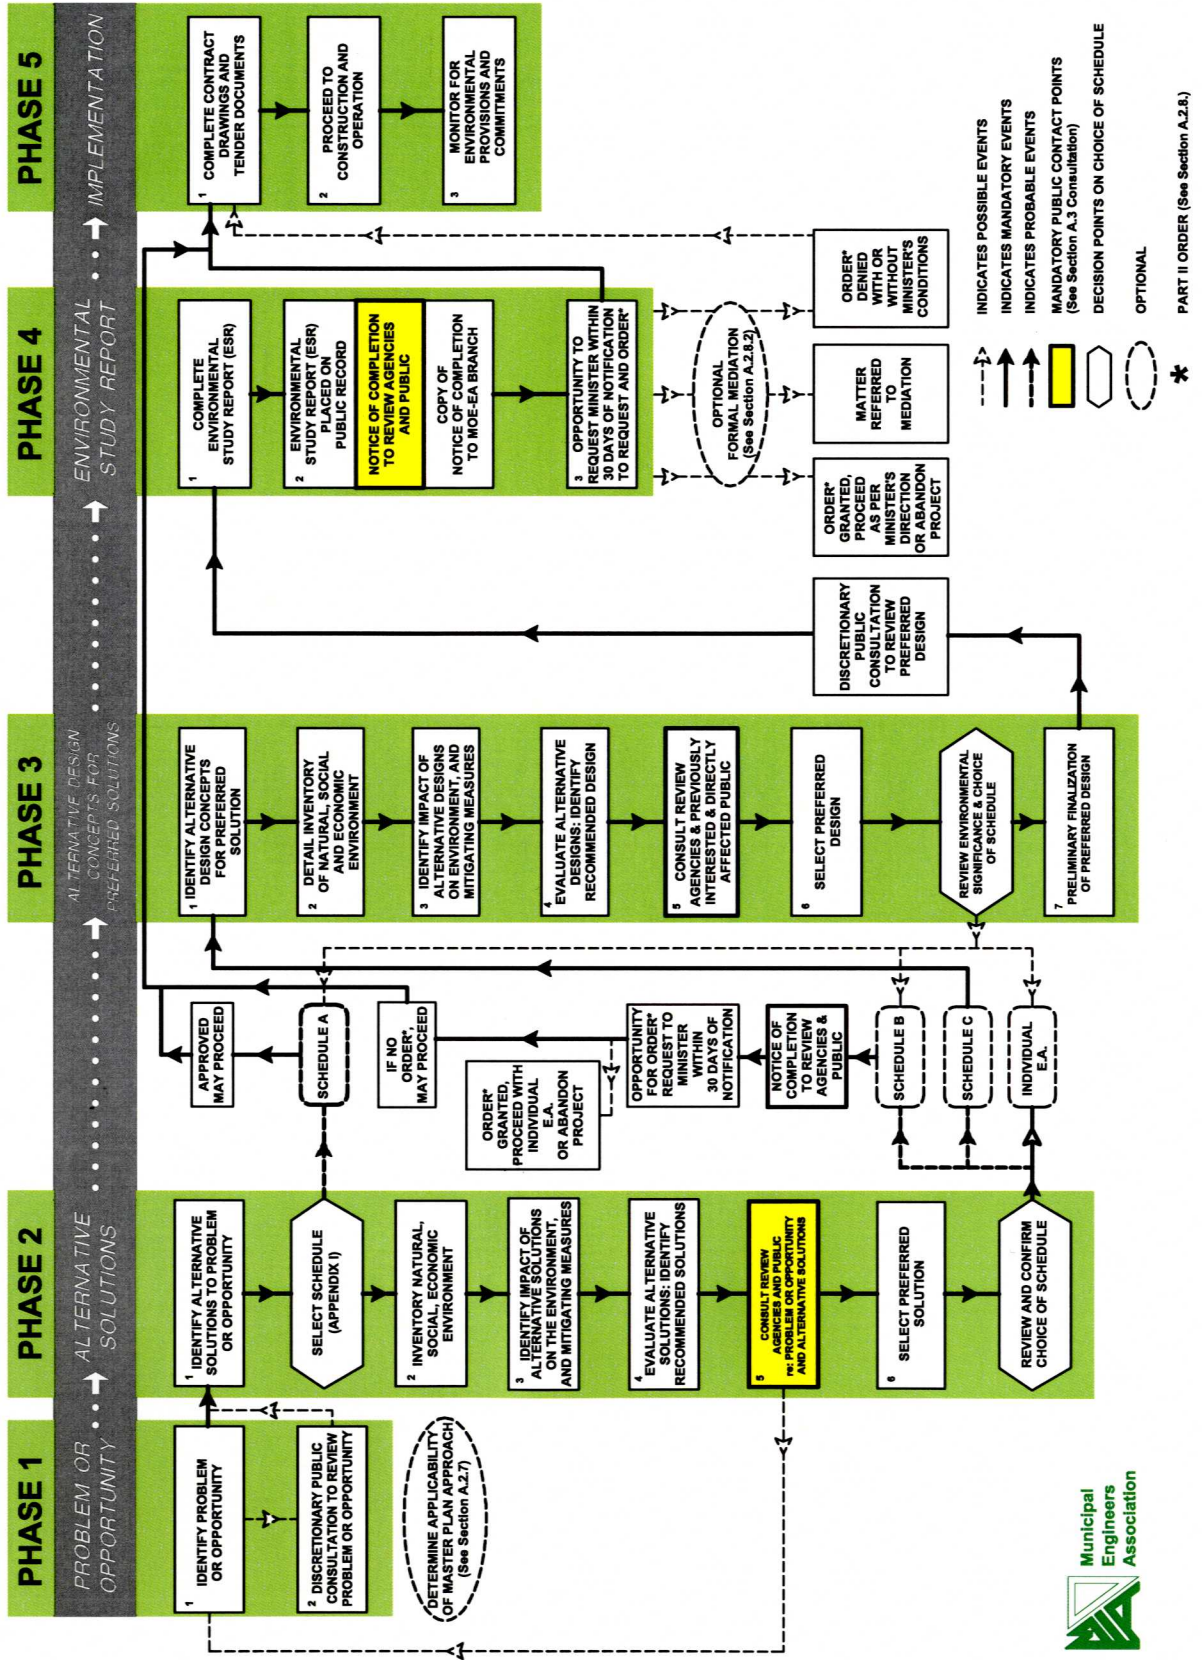 PHASE 1
PROBLEM OR
OPPORTUNITY
1
IDENTIFY PROBLEM
OR OPPORTUNITY
2
DISCRETIONARY PUBLIC
CONSULTATION TO REVIEW
PROBLEM OR OPPORTUNITY
DETERMINE APPLICABILITY
OF MASTER PLAN APPROACH
(See Section A.2.7)
PHASE 2
ALTERNATIVE
SOLUTIONS
1
IDENTIFY ALTERNATIVE
SOLUTIONS TO PROBLEM
OR OPPORTUNITY
SELECT SCHEDULE
(APPENDIX I)
2
INVENTORY NATURAL,
SOCIAL, ECONOMIC
ENVIRONMENT
3
IDENTIFY IMPACT OF
ALTERNATIVE SOLUTIONS
ON THE ENVIRONMENT,
AND MITIGATING MEASURES
4
EVALUATE ALTERNATIVE
SOLUTIONS: IDENTIFY
RECOMMENDED SOLUTIONS
5
CONSULT REVIEW
AGENCIES AND PUBLIC
re: PROBLEM OR OPPORTUNITY
AND ALTERNATIVE SOLUTIONS
6
SELECT PREFERRED
SOLUTION
REVIEW AND CONFIRM
CHOICE OF SCHEDULE
APPROVED
MAY PROCEED
SCHEDULE A
IF NO
ORDER*,
MAY PROCEED
ORDER*
GRANTED,
PROCEED WITH
INDIVIDUAL
E.A.
OR ABANDON
PROJECT
OPPORTUNITY
FOR ORDER*
REQUEST TO
MINISTER
WITHIN
30 DAYS OF
NOTIFICATION
NOTICE OF
COMPLETION
TO REVIEW
AGENCIES &
PUBLIC
SCHEDULE B
SCHEDULE C
INDIVIDUAL
E.A.
PHASE 3
ALTERNATIVE DESIGN
CONCEPTS FOR
PREFERRED SOLUTIONS
1
IDENTIFY ALTERNATIVE
DESIGN CONCEPTS
FOR PREFERRED
SOLUTION
2
DETAIL INVENTORY
OF NATURAL, SOCIAL
AND ECONOMIC
ENVIRONMENT
3
IDENTIFY IMPACT OF
ALTERNATIVE DESIGNS
ON ENVIRONMENT, AND
MITIGATING MEASURES
4
EVALUATE ALTERNATIVE
DESIGNS: IDENTIFY
RECOMMENDED DESIGN
5
CONSULT REVIEW
AGENCIES & PREVIOUSLY
INTERESTED & DIRECTLY
AFFECTED PUBLIC
6
SELECT PREFERRED
DESIGN
REVIEW ENVIRONMENTAL
SIGNIFICANCE & CHOICE
OF SCHEDULE
7
PRELIMINARY FINALIZATION
OF PREFERRED DESIGN
DISCRETIONARY
PUBLIC
CONSULTATION
TO REVIEW
PREFERRED
DESIGN
PHASE 4
ENVIRONMENTAL
STUDY REPORT
1
COMPLETE
ENVIRONMENTAL
STUDY REPORT (ESR)
2
ENVIRONMENTAL
STUDY REPORT (ESR)
PLACED ON
PUBLIC RECORD
NOTICE OF COMPLETION
TO REVIEW AGENCIES
AND PUBLIC
COPY OF
NOTICE OF COMPLETION
TO MOE-EA BRANCH
3
OPPORTUNITY TO
REQUEST MINISTER WITHIN
30 DAYS OF NOTIFICATION
TO REQUEST AND ORDER*
OPTIONAL
FORMAL MEDIATION
(See Section A.2.8.2)
ORDER*
GRANTED,
PROCEED
AS PER
MINISTER'S
DIRECTION
OR ABANDON
PROJECT
MATTER
REFERRED
TO
MEDIATION
ORDER*
DENIED
WITH OR
WITHOUT
MINISTER'S
CONDITIONS
PHASE 5
IMPLEMENTATION
1
COMPLETE CONTRACT
DRAWINGS AND
TENDER DOCUMENTS
2
PROCEED TO
CONSTRUCTION AND
OPERATION
3
MONITOR FOR
ENVIRONMENTAL
PROVISIONS AND
COMMITMENTS
INDICATES POSSIBLE EVENTS
INDICATES MANDATORY EVENTS
INDICATES PROBABLE EVENTS
MANDATORY PUBLIC CONTACT POINTS
(See Section A.3 Consultation)
DECISION POINTS ON CHOICE OF SCHEDULE
OPTIONAL
* PART II ORDER (See Section A.2.8.)
Municipal
Engineers
Association